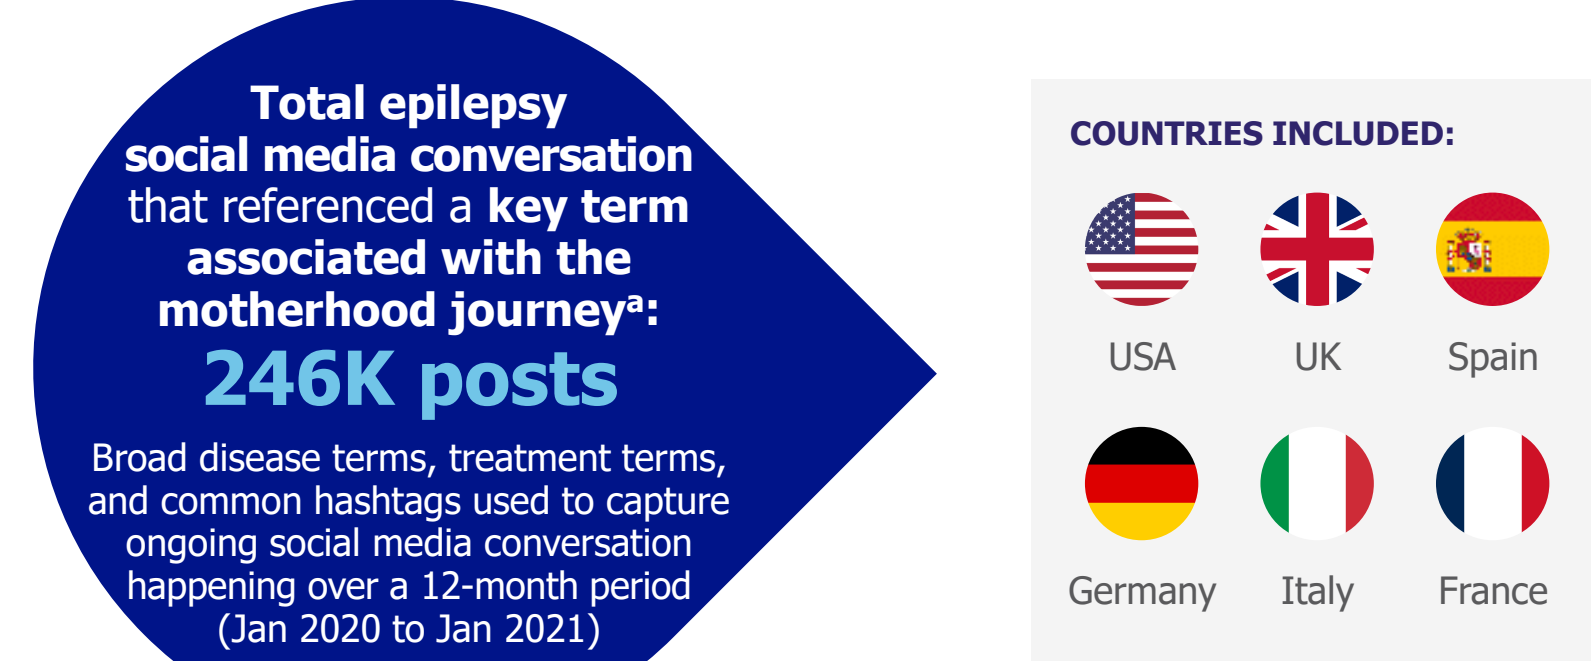 Total epilepsy
social media conversation
that referenced a key term
associated with the
motherhood journeyᵃ:
246K posts
Broad disease terms, treatment terms,
and common hashtags used to capture
ongoing social media conversation
happening over a 12-month period
(Jan 2020 to Jan 2021)
COUNTRIES INCLUDED:
USA
UK
Spain
Germany
Italy
France